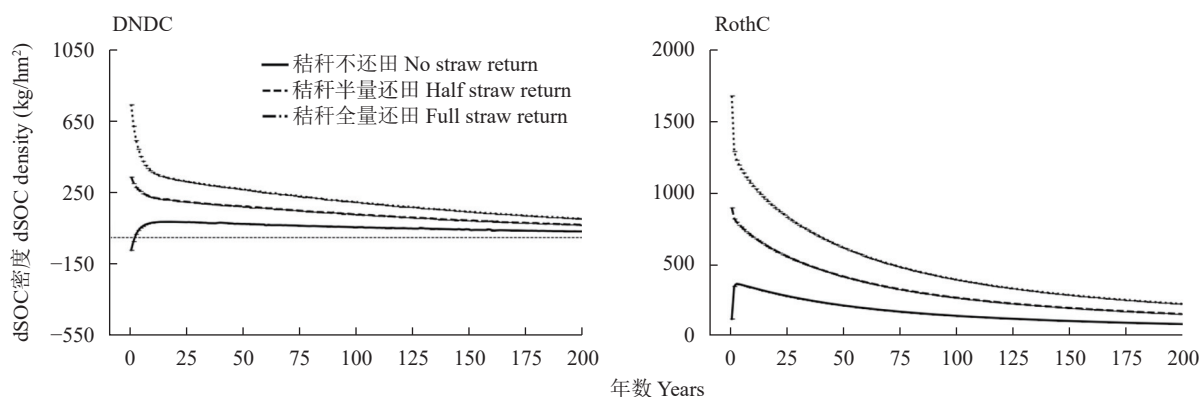 DNDC
1050
650
250
−150
−550
dSOC密度 dSOC density (kg/hm²)
秸秆不还田 No straw return
秸秆半量还田 Half straw return
秸秆全量还田 Full straw return
0 25 50 75 100 125 150 175 200
RothC
2000
1500
1000
500
0
0 25 50 75 100 125 150 175 200
年数 Years